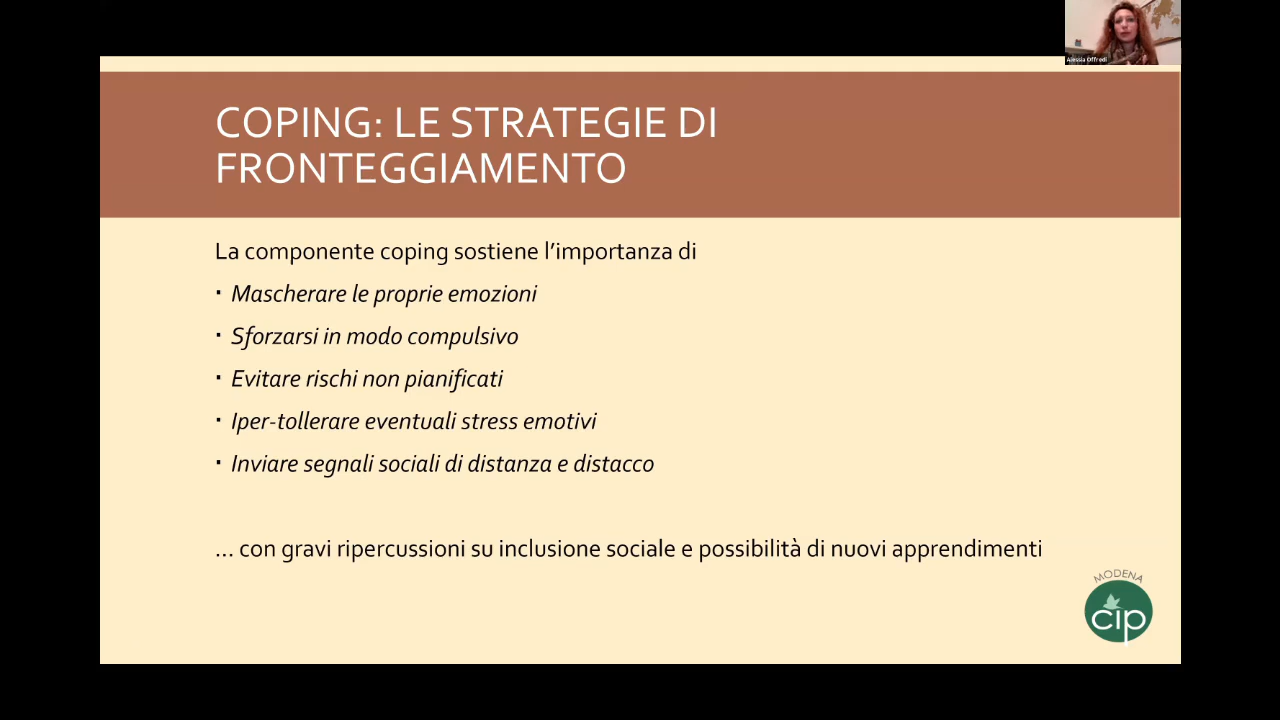 Alessia Offredi
COPING: LE STRATEGIE DI
FRONTEGGIAMENTO
La componente coping sostiene l’importanza di
▪ Mascherare le proprie emozioni
▪ Sforzarsi in modo compulsivo
▪ Evitare rischi non pianificati
▪ Iper-tollerare eventuali stress emotivi
▪ Inviare segnali sociali di distanza e distacco
... con gravi ripercussioni su inclusione sociale e possibilità di nuovi apprendimenti
MODENA
cip